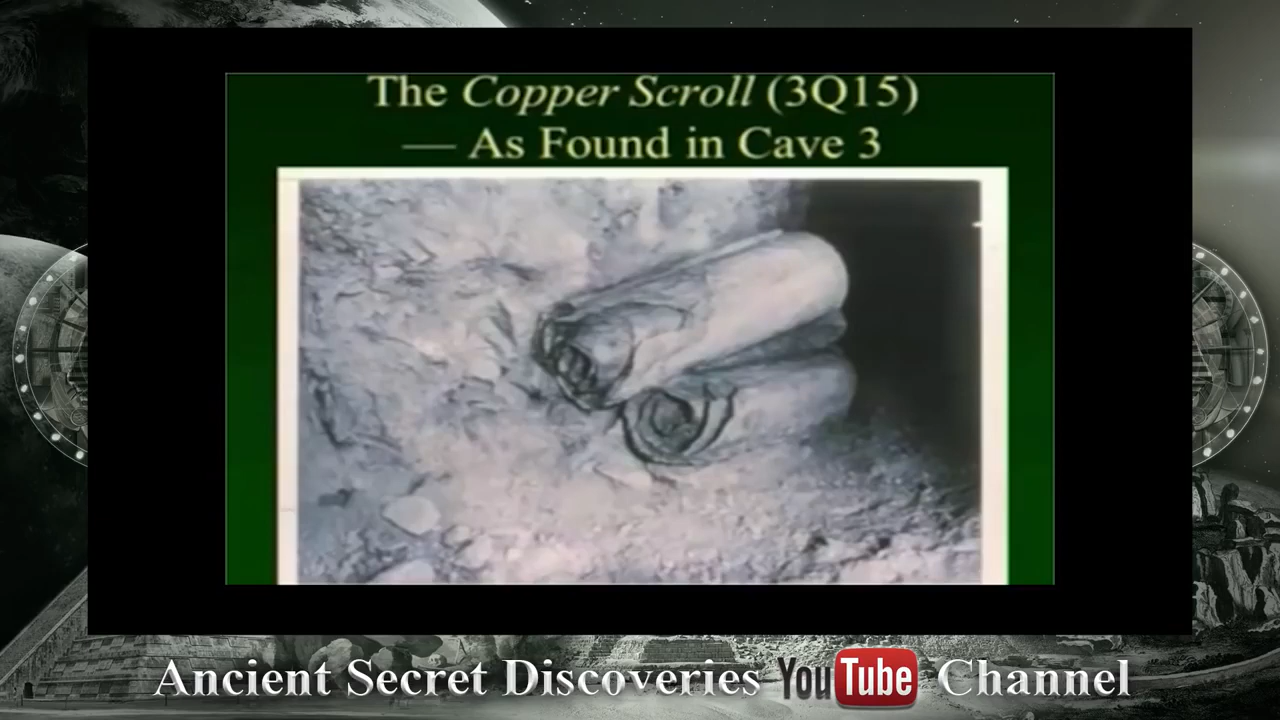 The Copper Scroll (3Q15)
— As Found in Cave 3
Ancient Secret Discoveries YouTube Channel